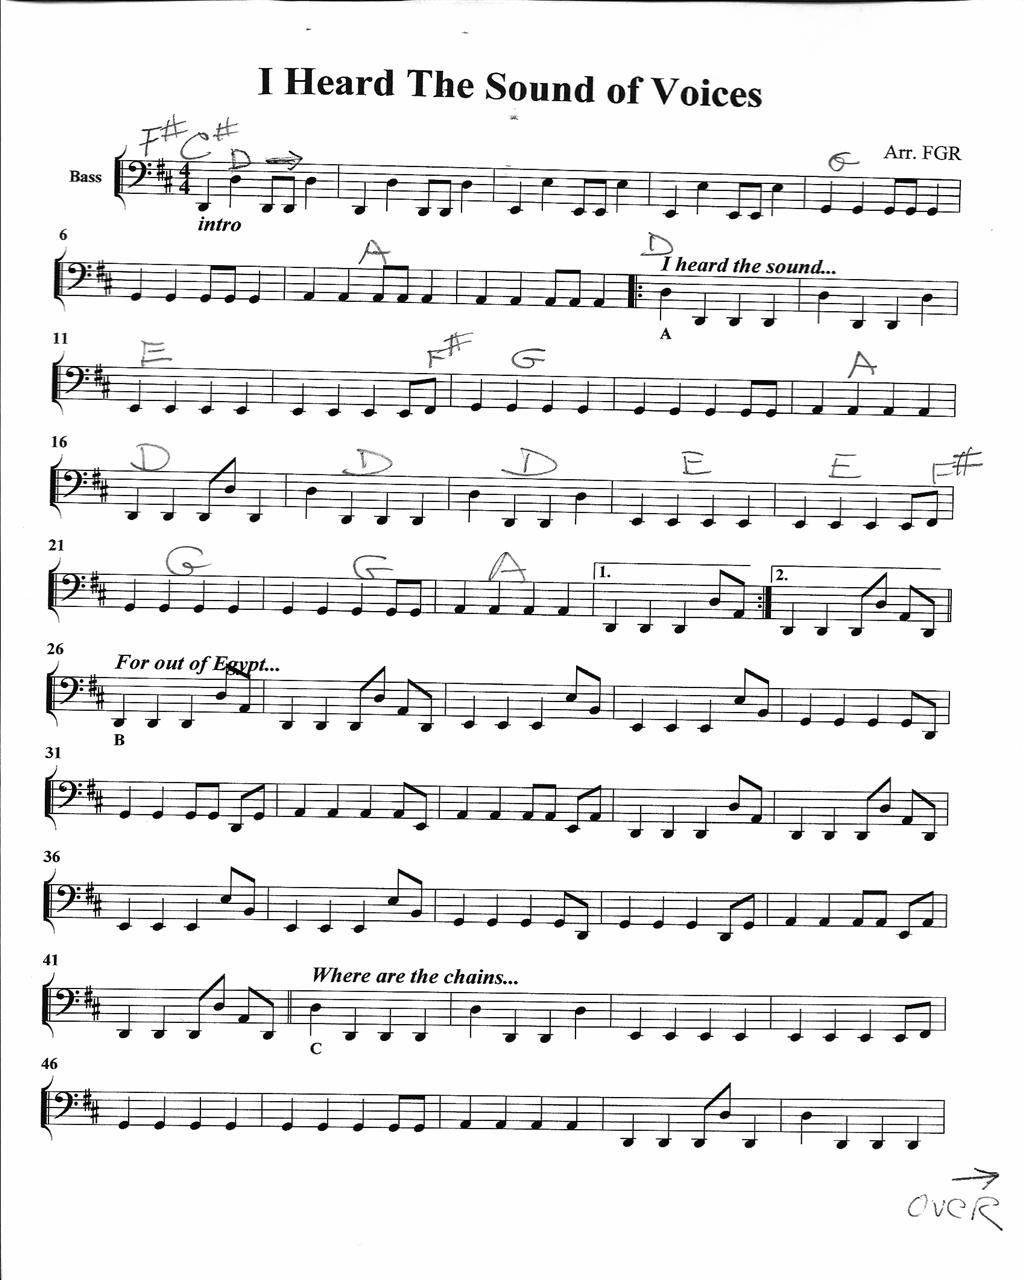 I Heard The Sound of Voices
Arr. FGR
F# C# D → G
Bass
4
4
intro
6
A D
I heard the sound...
A
11
E F# G A
16
D D D E E F#
21
G G A
1. 2.
26
For out of Egypt...
B
31
36
41
Where are the chains...
C
46
→
OVER